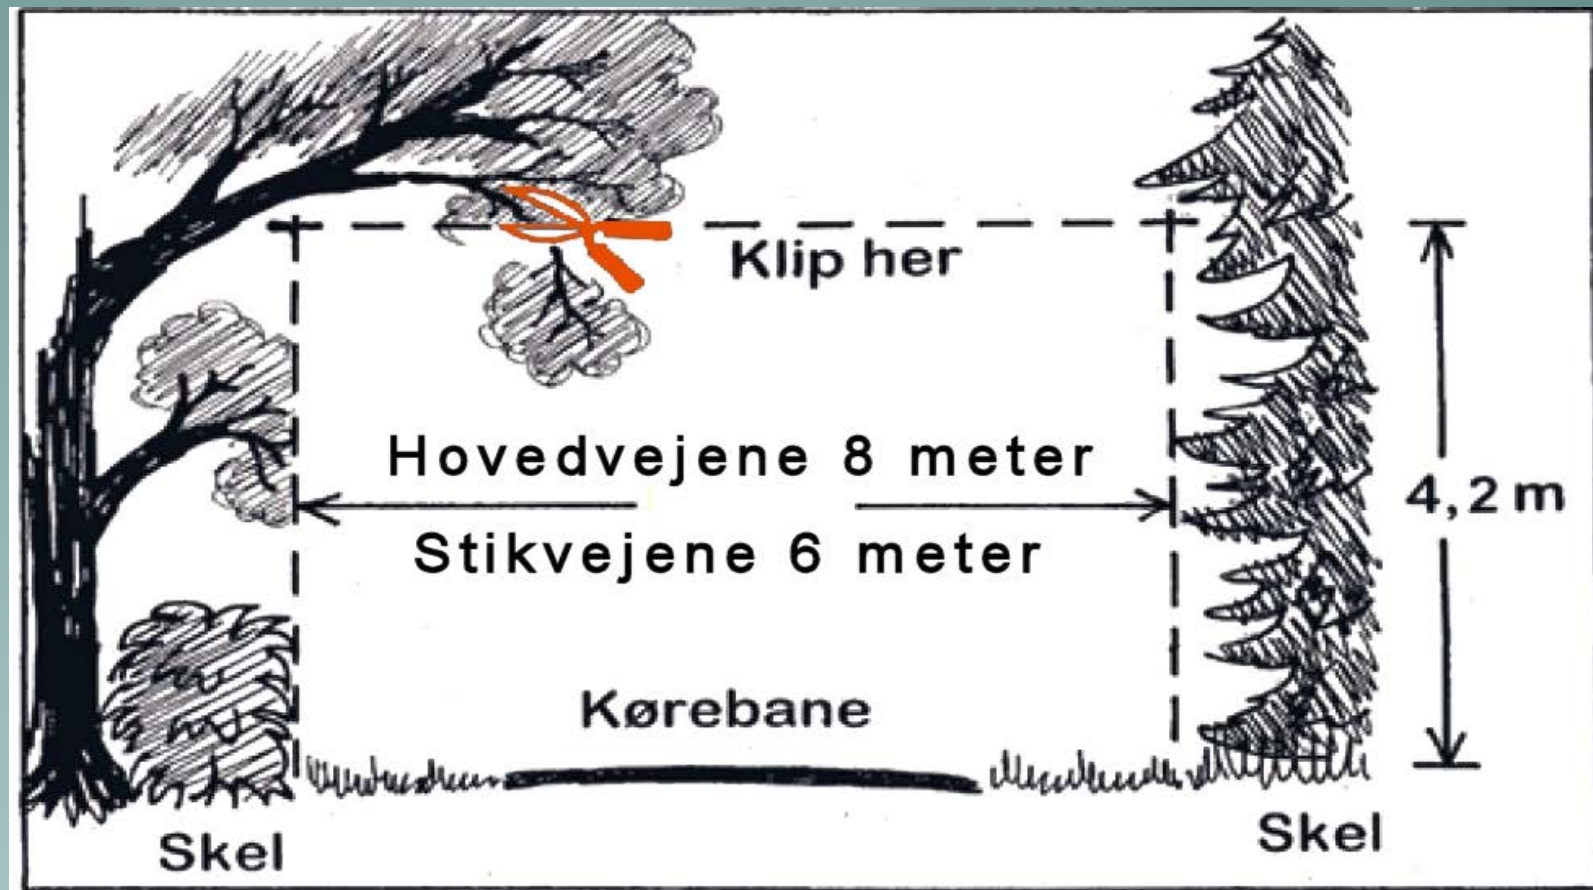 Klip her
Hovedvejene 8 meter
4,2 m
Stikvejene 6 meter
Kørebane
Skel
Skel